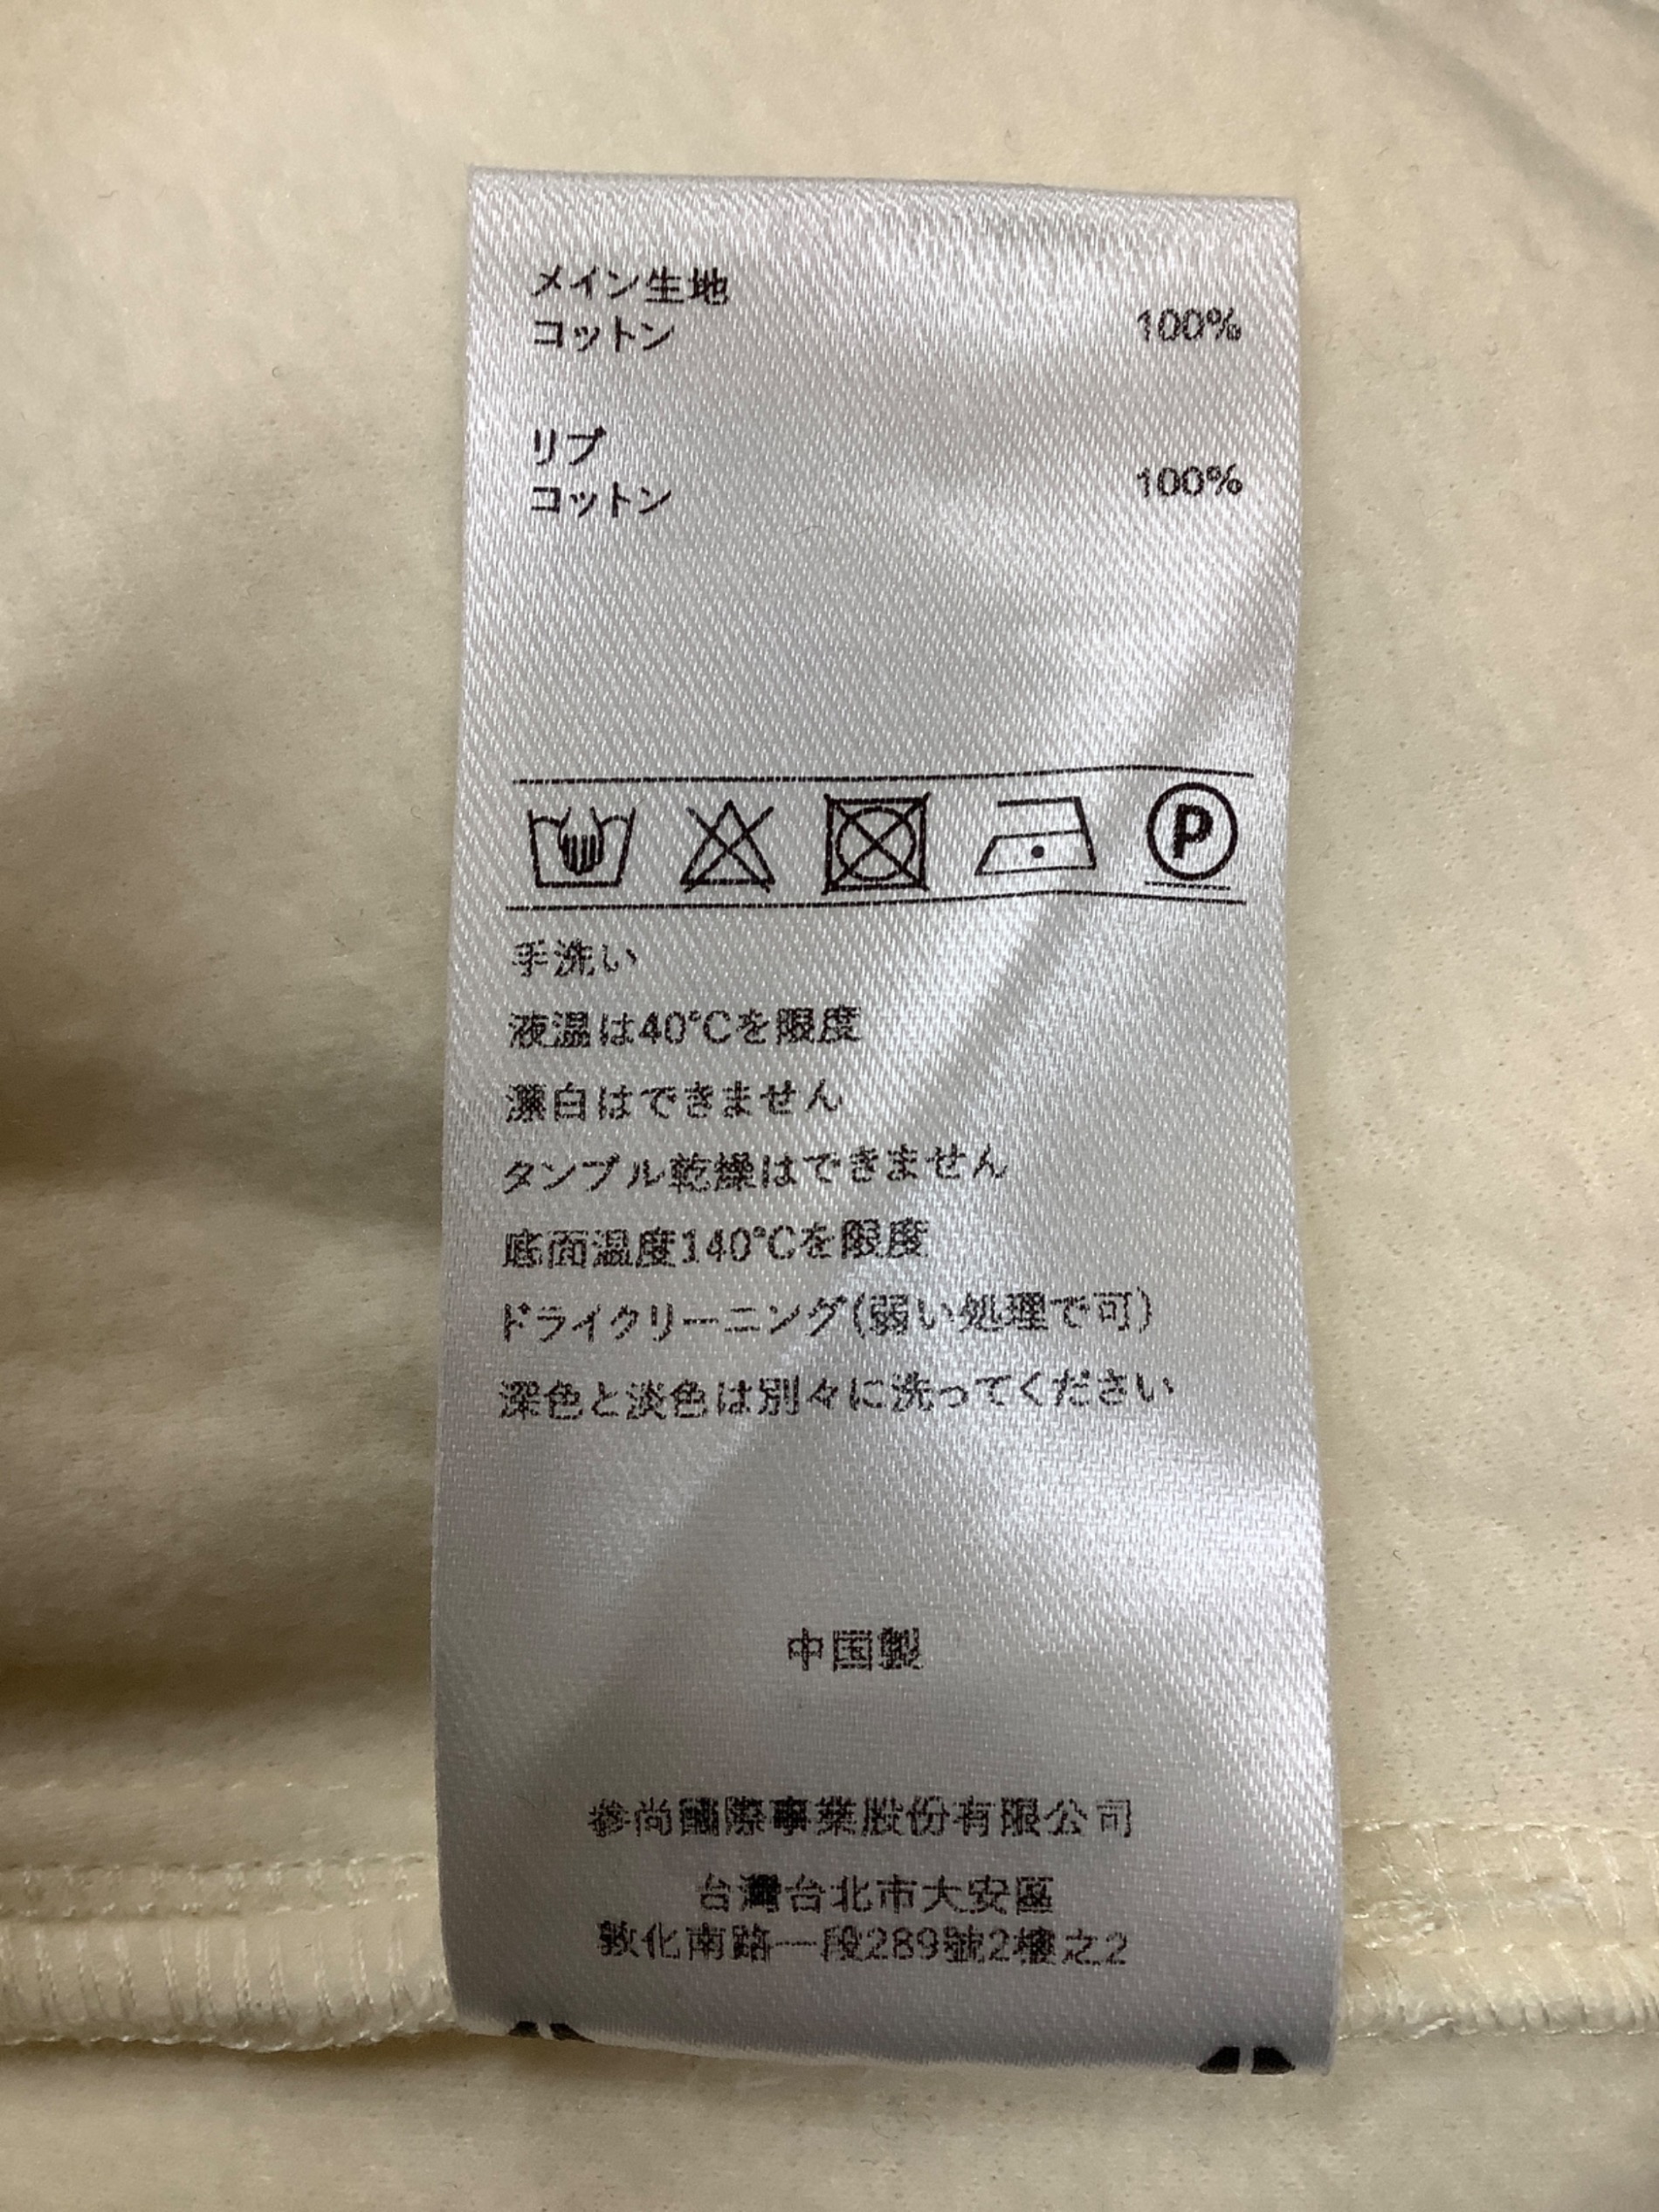 メイン生地
コットン 100%
リブ
コットン 100%
P
手洗い
液温は40℃を限度
漂白はできません
タンブル乾燥はできません
底面温度140℃を限度
ドライクリーニング(弱い処理で可)
深色と淡色は別々に洗ってください
中国製
參尚國際事業股份有限公司
台灣台北市大安區
敦化南路一段289號2樓之2